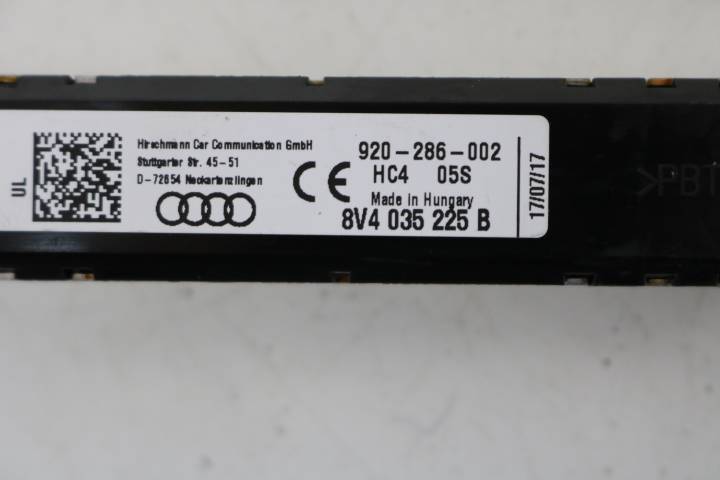 UL
Hirschmann Car Communication GmbH
Stuttgarter Str. 45-51
D-72654 Neckartenzlingen
920-286-002
HC4 05S
Made in Hungary
8V4 035 225 B
17/07/17
>PBT